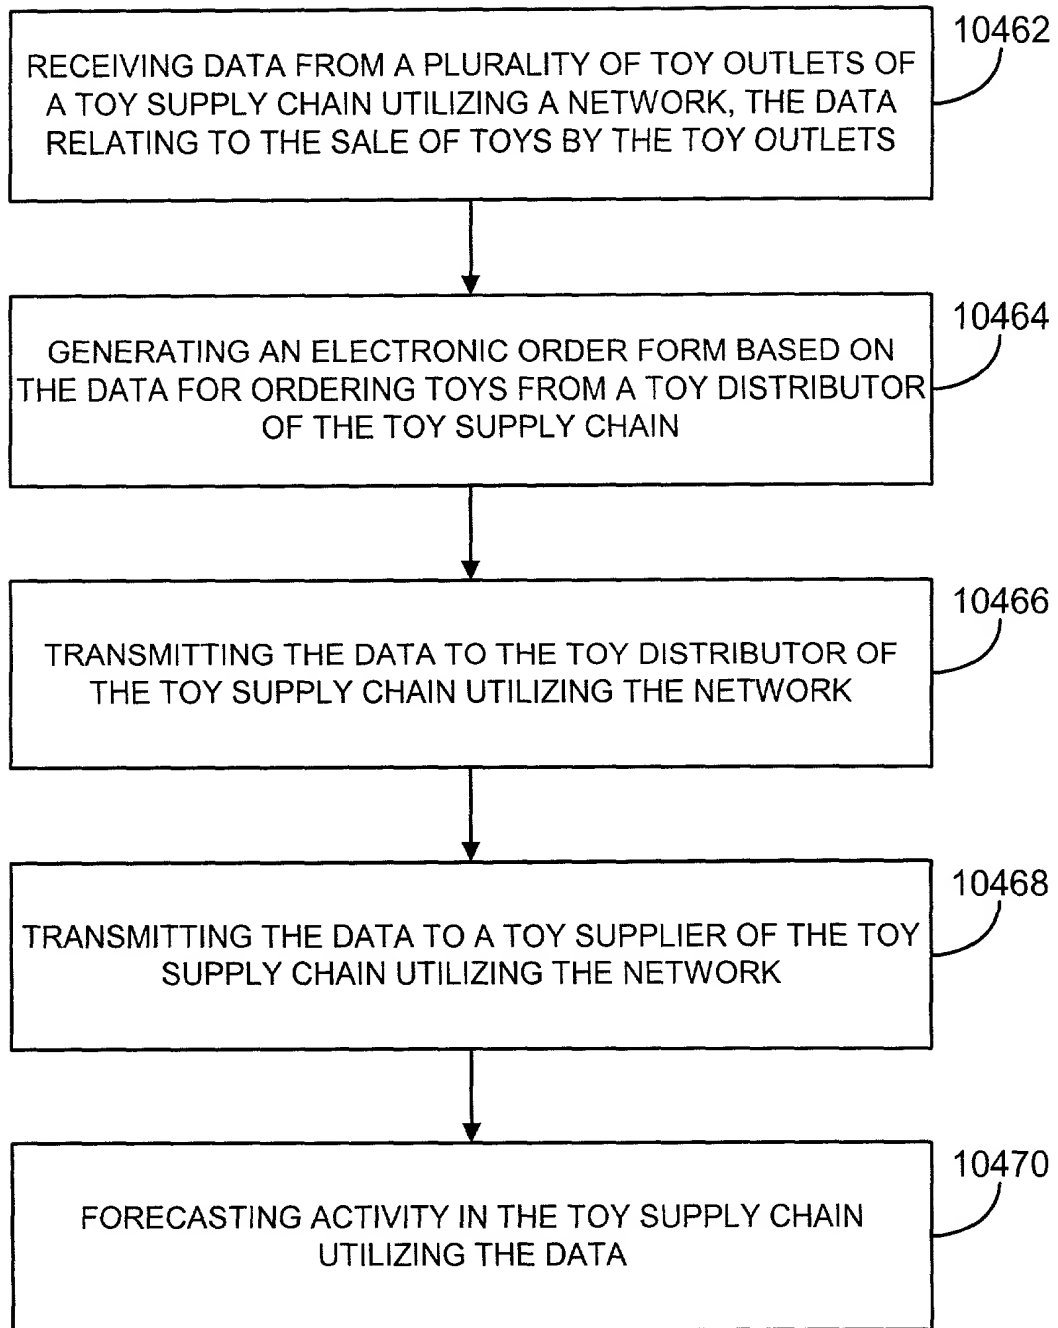 10462
RECEIVING DATA FROM A PLURALITY OF TOY OUTLETS OF
A TOY SUPPLY CHAIN UTILIZING A NETWORK, THE DATA
RELATING TO THE SALE OF TOYS BY THE TOY OUTLETS
10464
GENERATING AN ELECTRONIC ORDER FORM BASED ON
THE DATA FOR ORDERING TOYS FROM A TOY DISTRIBUTOR
OF THE TOY SUPPLY CHAIN
10466
TRANSMITTING THE DATA TO THE TOY DISTRIBUTOR OF
THE TOY SUPPLY CHAIN UTILIZING THE NETWORK
10468
TRANSMITTING THE DATA TO A TOY SUPPLIER OF THE TOY
SUPPLY CHAIN UTILIZING THE NETWORK
10470
FORECASTING ACTIVITY IN THE TOY SUPPLY CHAIN
UTILIZING THE DATA